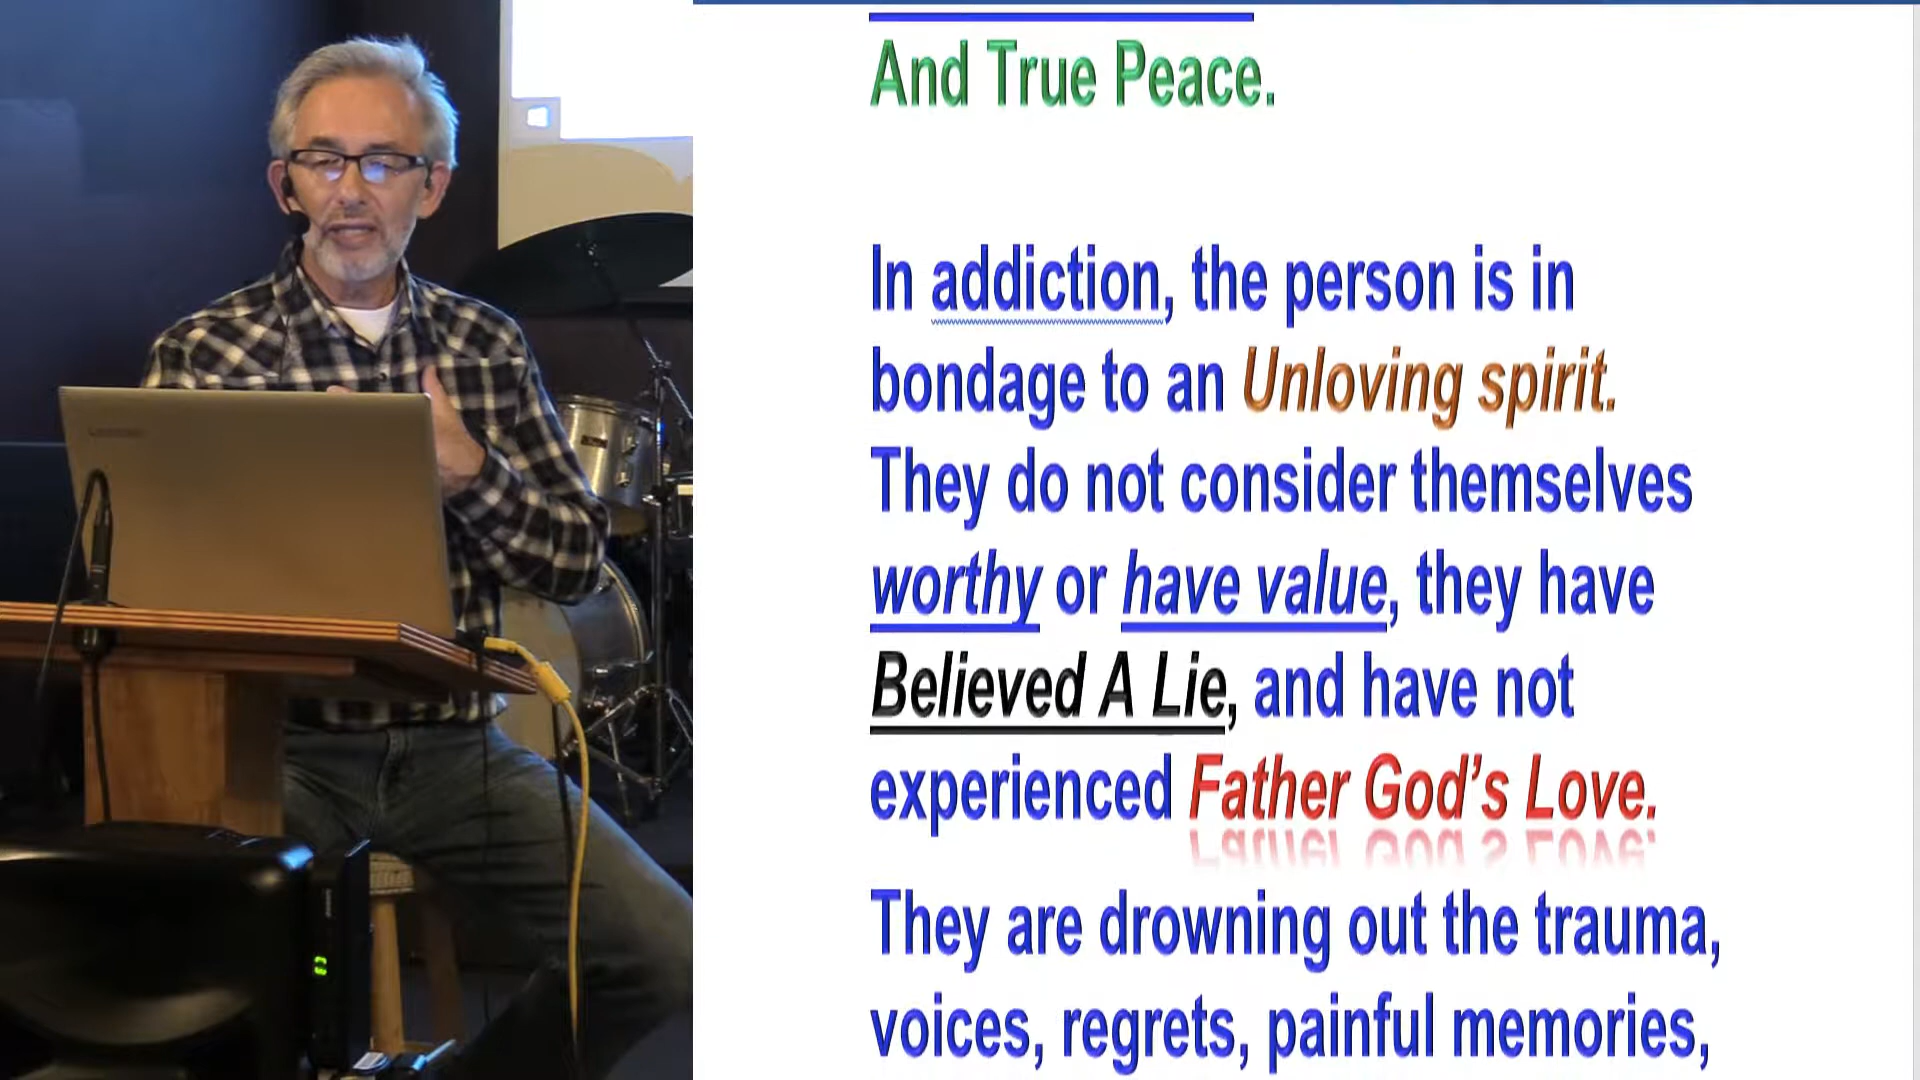 And True Peace.
In addiction, the person is in
bondage to an Unloving spirit.
They do not consider themselves
worthy or have value, they have
Believed A Lie, and have not
experienced Father God's Love.
They are drowning out the trauma,
voices, regrets, painful memories,